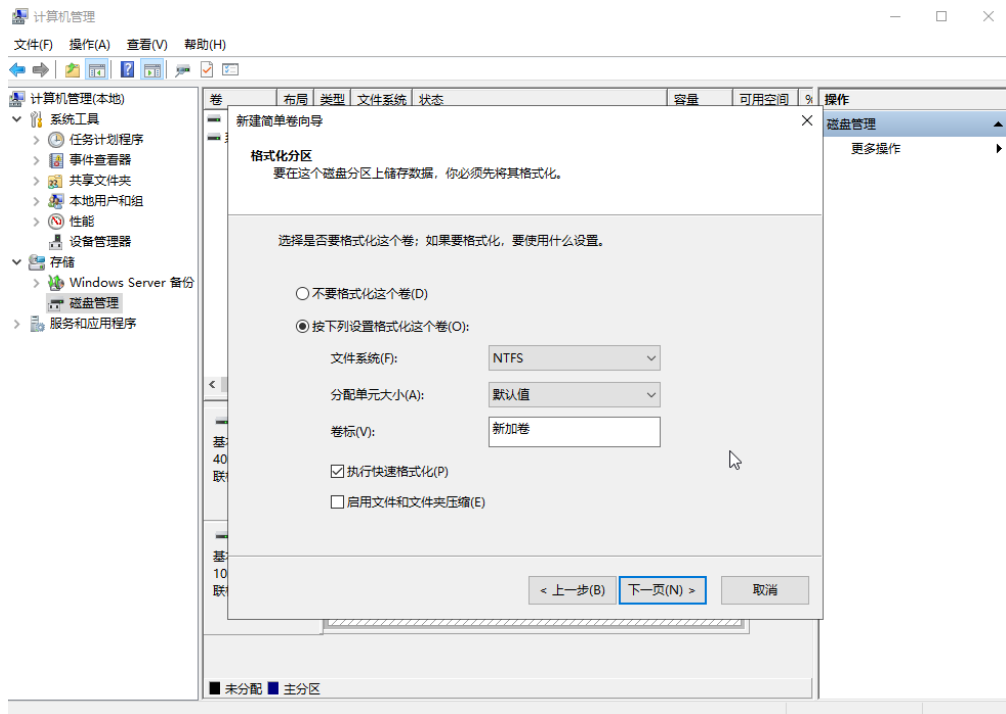 计算机管理
文件(F) 操作(A) 查看(V) 帮助(H)
计算机管理(本地)
系统工具
任务计划程序
事件查看器
共享文件夹
本地用户和组
性能
设备管理器
存储
Windows Server 备份
磁盘管理
服务和应用程序
卷 布局 类型 文件系统 状态 容量 可用空间 %
新建简单卷向导
格式化分区
要在这个磁盘分区上储存数据，你必须先将其格式化。
选择是否要格式化这个卷；如果要格式化，要使用什么设置。
不要格式化这个卷(D)
按下列设置格式化这个卷(O):
文件系统(F): NTFS
分配单元大小(A): 默认值
卷标(V): 新加卷
执行快速格式化(P)
启用文件和文件夹压缩(E)
< 上一步(B) 下一页(N) > 取消
基
40
联
基
10
联
未分配 主分区
操作
磁盘管理
更多操作